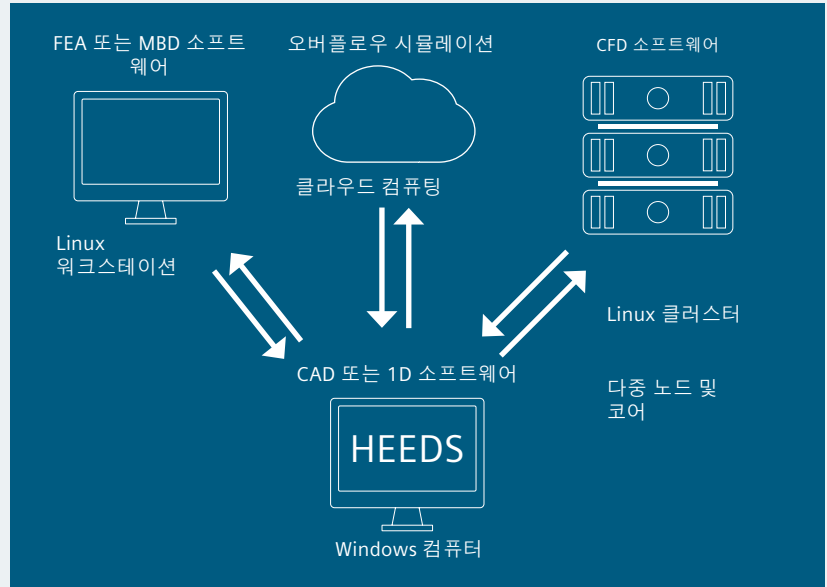 FEA 또는 MBD 소프트
웨어
오버플로우 시뮬레이션
CFD 소프트웨어
클라우드 컴퓨팅
Linux
워크스테이션
Linux 클러스터
다중 노드 및
코어
CAD 또는 1D 소프트웨어
HEEDS
Windows 컴퓨터